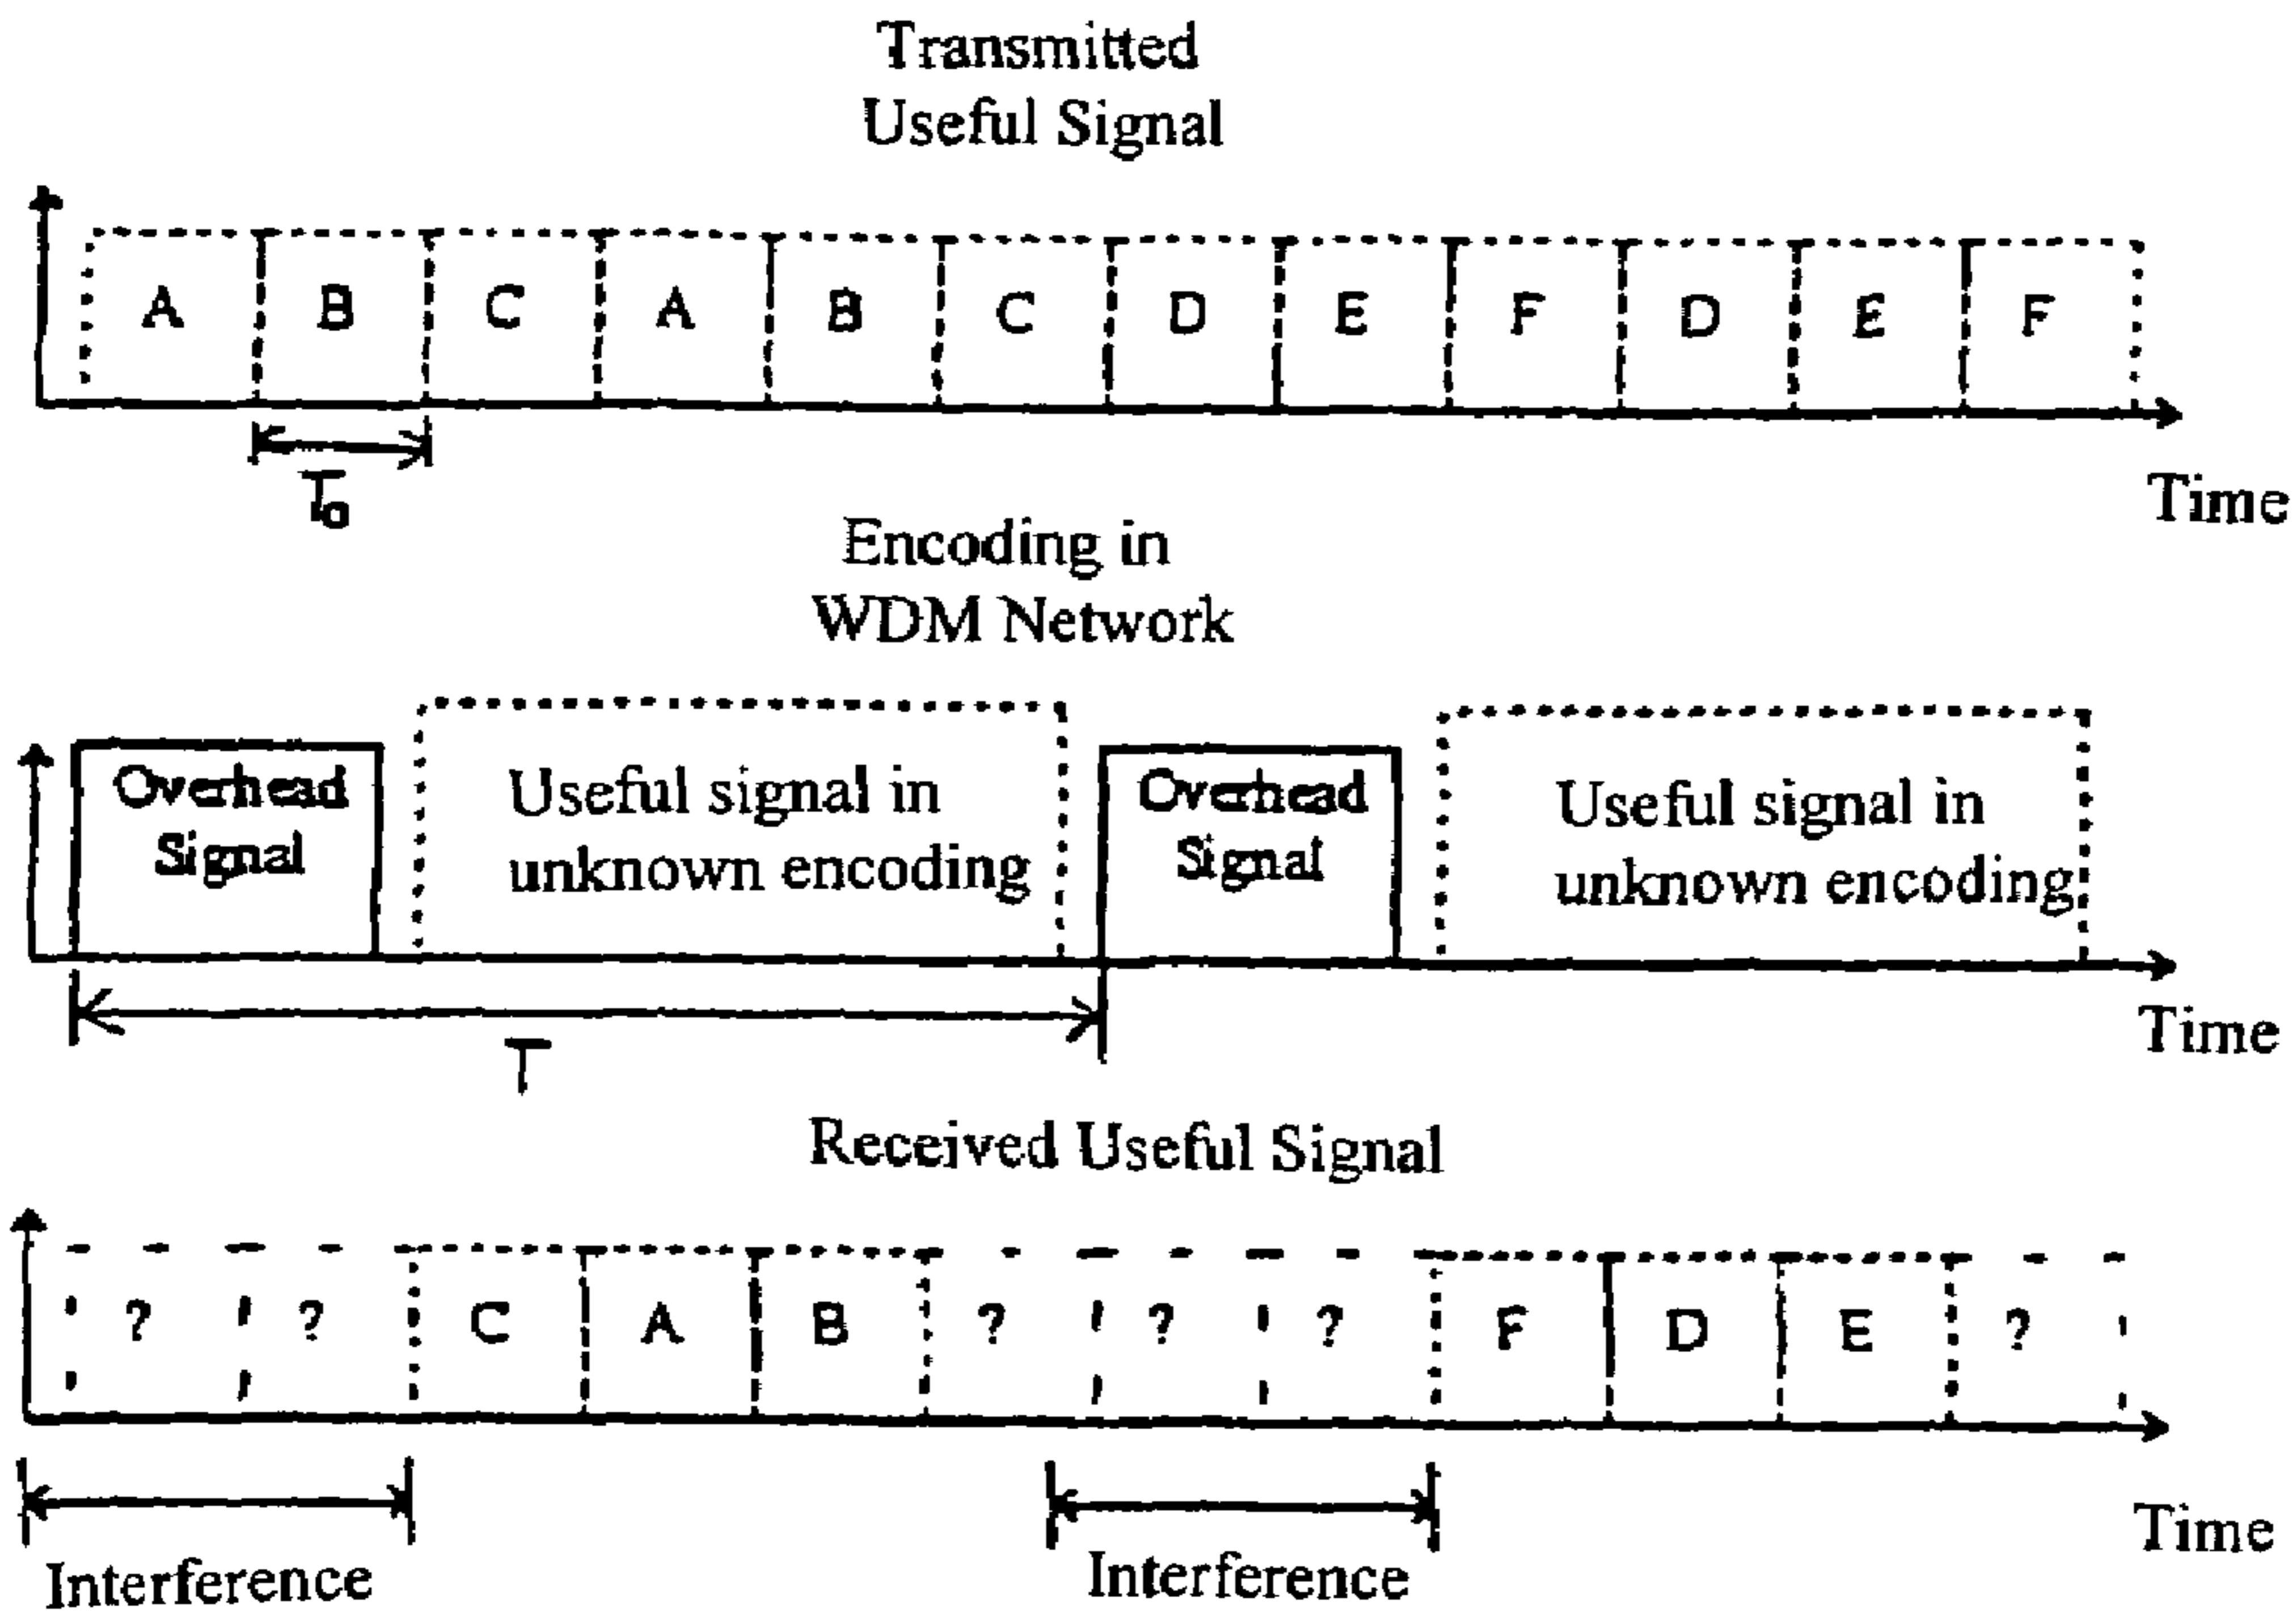 Transmitted
Useful Signal
A B C A B C D E F D E F
T₀
Time
Encoding in
WDM Network
Overhead
Signal
Useful signal in
unknown encoding
Overhead
Signal
Useful signal in
unknown encoding
T
Time
Received Useful Signal
? ? C A B ? ? ? F D E ?
Interference
Interference
Time